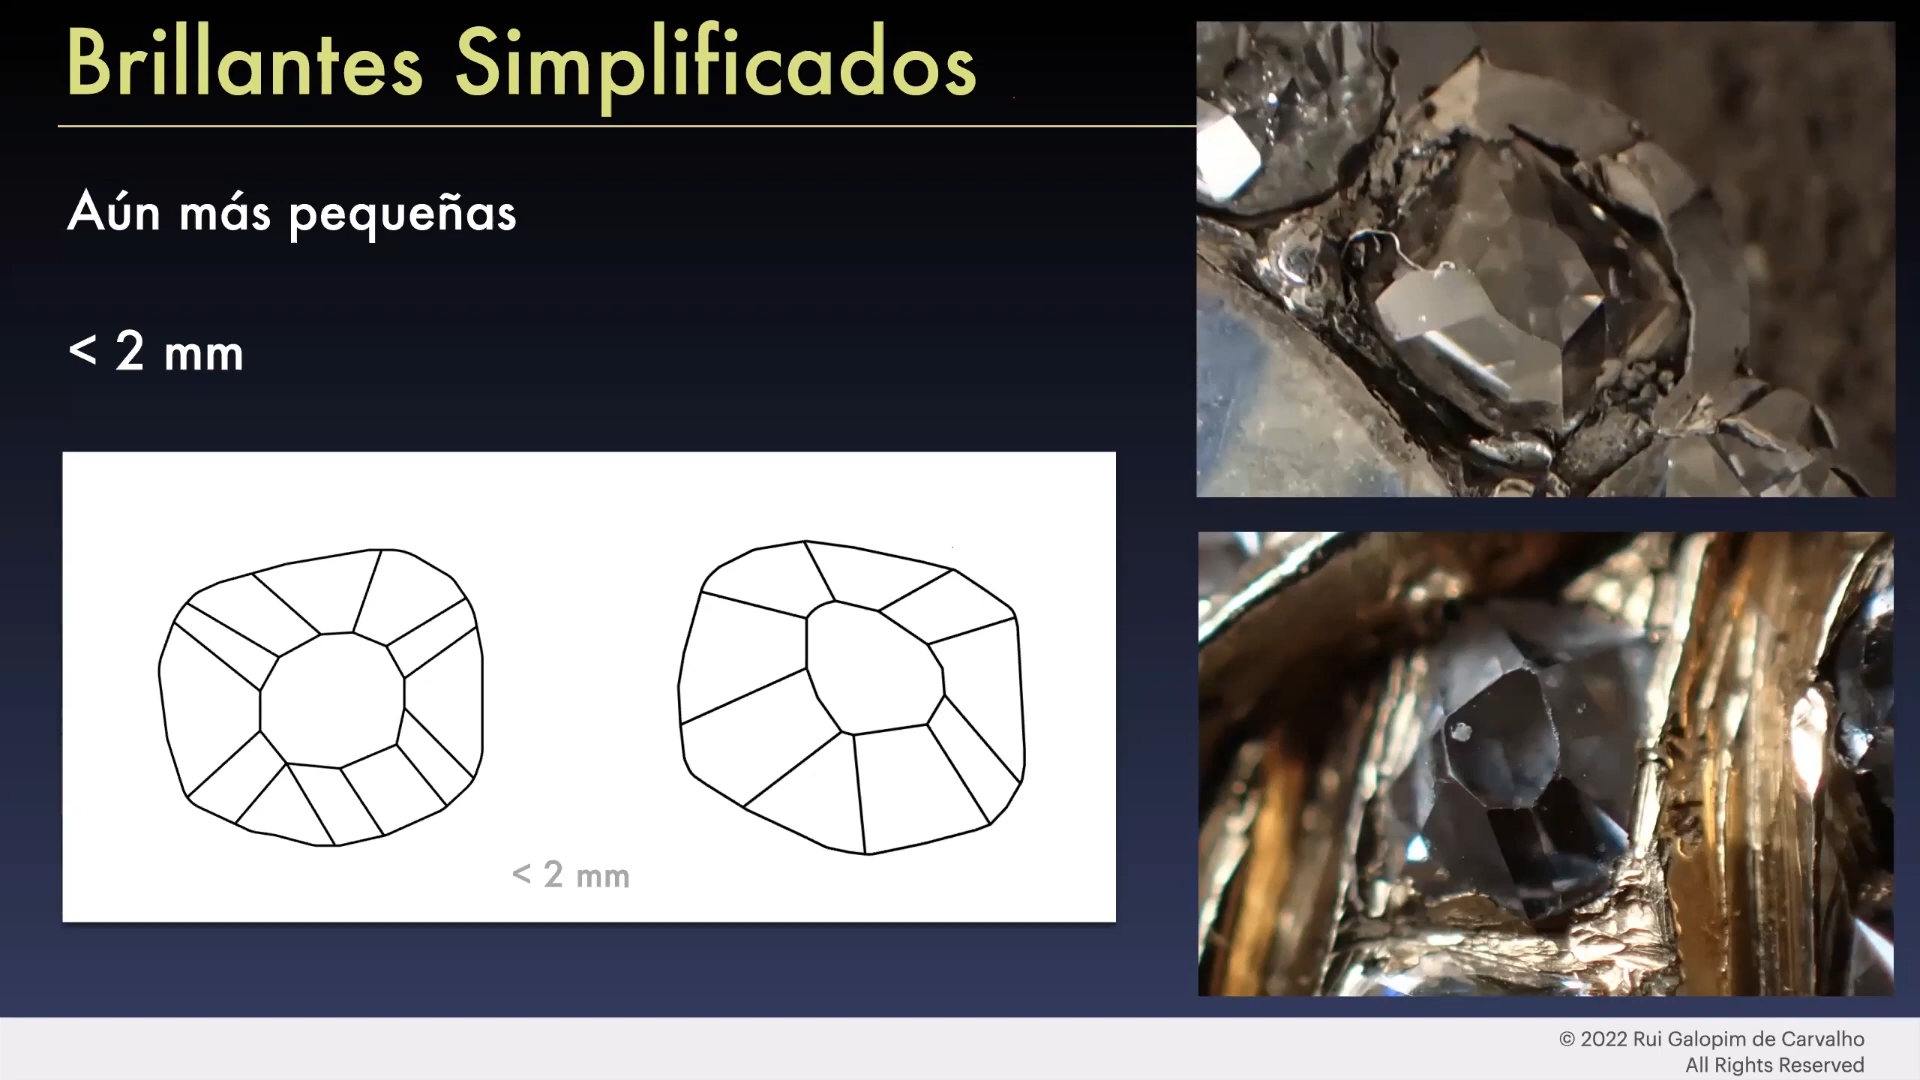 Brillantes Simplificados
Aún más pequeñas
< 2 mm
< 2 mm
© 2022 Rui Galopim de Carvalho
All Rights Reserved